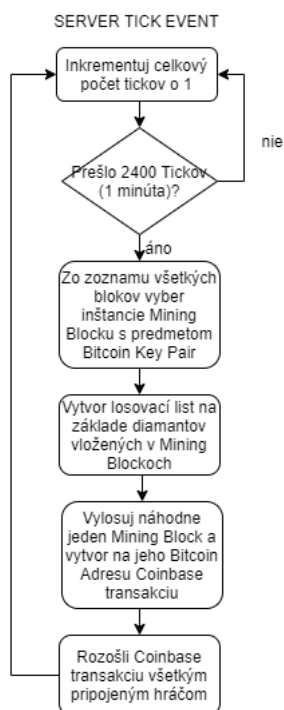 SERVER TICK EVENT
Inkrementuj celkový
počet tickov o 1
nie
Prešlo 2400 Tickov
(1 minúta)?
áno
Zo zoznamu všetkých
blokov vyber
inštancie Mining
Blocku s predmetom
Bitcoin Key Pair
Vytvor losovací list na
základe diamantov
vložených v Mining
Blockoch
Vylosuj náhodne
jeden Mining Block a
vytvor na jeho Bitcoin
Adresu Coinbase
transakciu
Rozošli Coinbase
transakciu všetkým
pripojeným hráčom